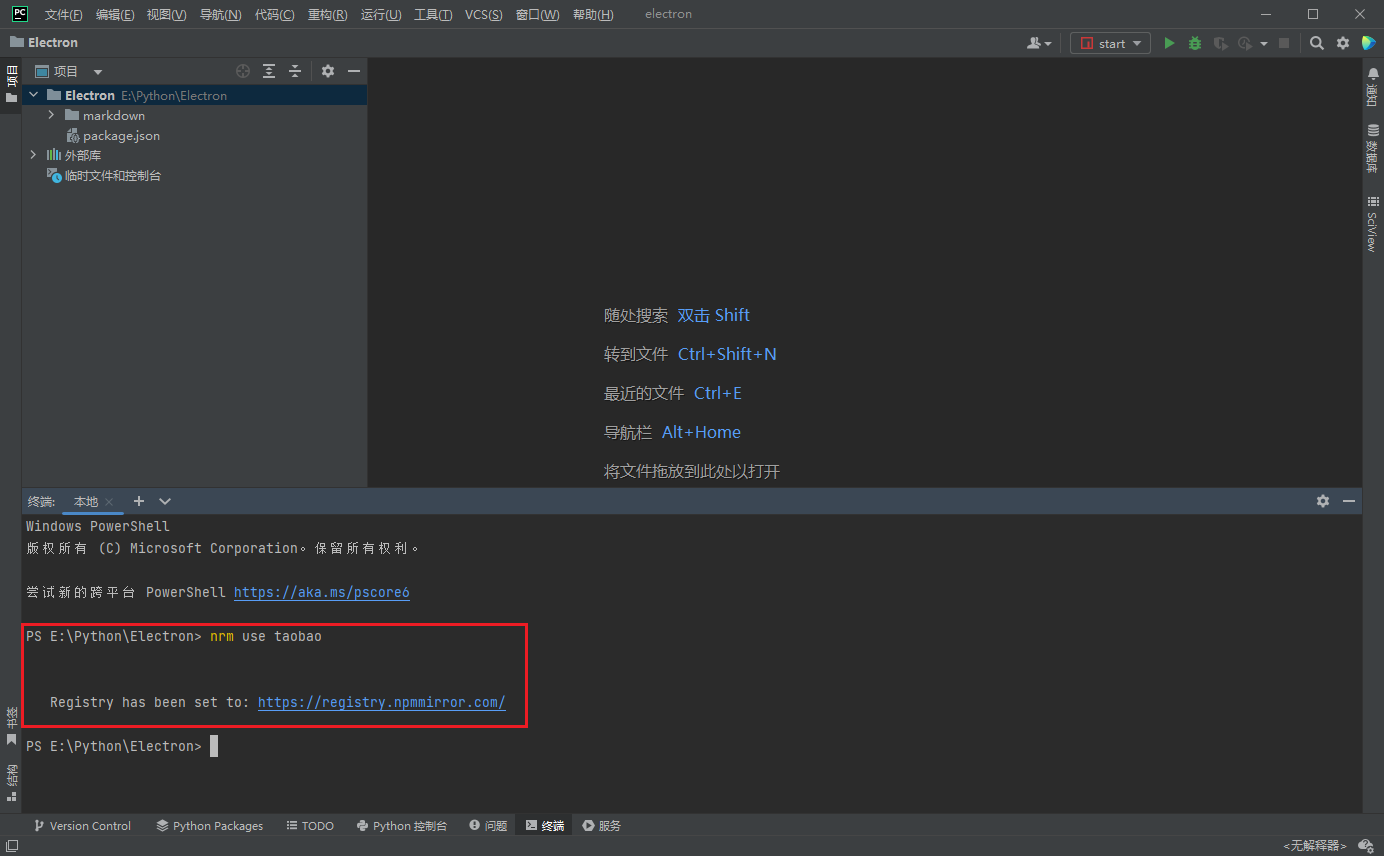 PC 文件(F) 编辑(E) 视图(V) 导航(N) 代码(C) 重构(R) 运行(U) 工具(T) VCS(S) 窗口(W) 帮助(H) electron
Electron
start
项目
项目
Electron E:\Python\Electron
markdown
package.json
外部库
临时文件和控制台
通知
数据库
SciView
随处搜索 双击 Shift
转到文件 Ctrl+Shift+N
最近的文件 Ctrl+E
导航栏 Alt+Home
将文件拖放到此处以打开
终端: 本地
Windows PowerShell
版权所有 (C) Microsoft Corporation。保留所有权利。
尝试新的跨平台 PowerShell https://aka.ms/pscore6
PS E:\Python\Electron> nrm use taobao
Registry has been set to: https://registry.npmmirror.com/
PS E:\Python\Electron>
书签
结构
Version Control Python Packages TODO Python 控制台 问题 终端 服务
<无解释器>